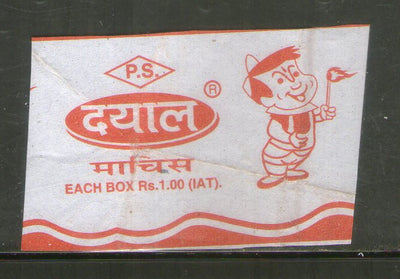 P.S.
दयाल ®
माचिस
EACH BOX Rs.1.00 (IAT).